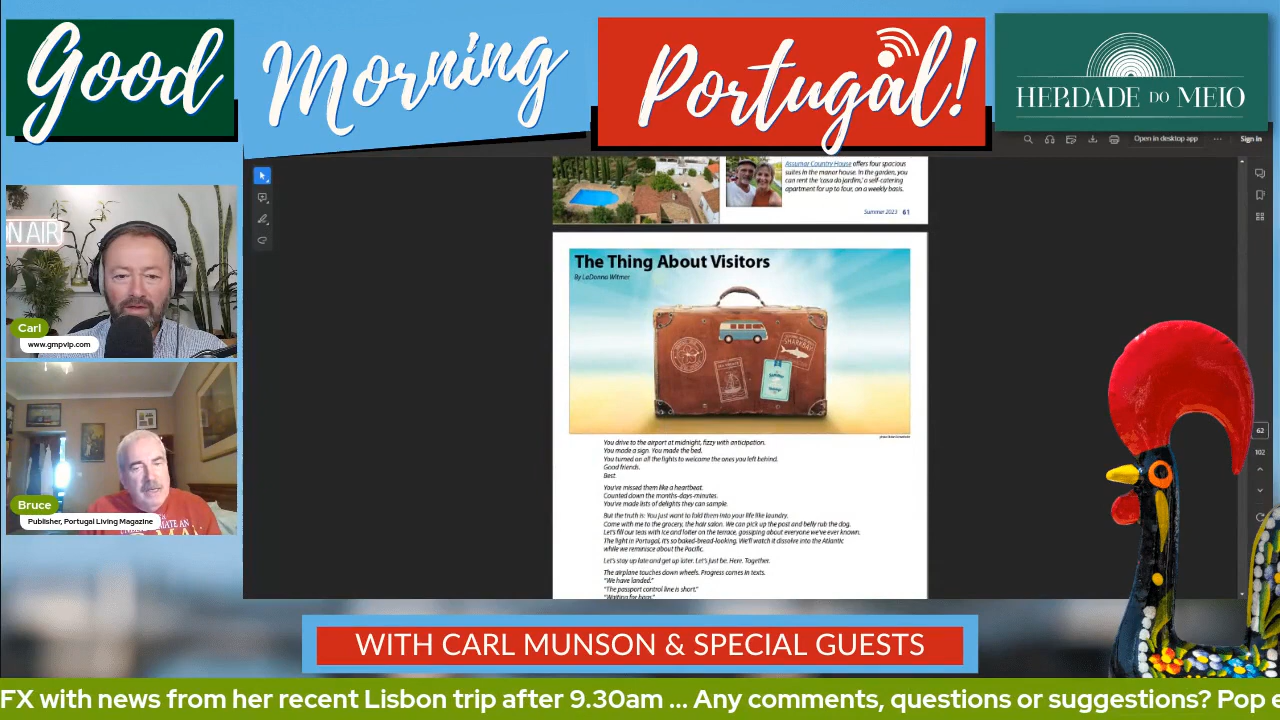 Good
Morning
Portugal!
HERDADE DO MEIO
Open in desktop app
Sign in
Assumar Country House offers four spacious
suites in the manor house. In the garden, you
can rent the 'casa do jardim,' a self-catering
apartment for up to four, on a weekly basis.
Summer 2023 61
ON AIR
Carl
www.gmpvip.com
Bruce
Publisher, Portugal Living Magazine
The Thing About Visitors
By LaDonna Witmer
You drive to the airport at midnight, fizzy with anticipation.
You made a sign. You made the bed.
You turned on all the lights to welcome the ones you left behind.
Good friends.
Best.
You've missed them like a heartbeat.
Counted down the months-days-minutes.
You've made lists of delights they can sample.
But the truth is: You just want to fold them into your life like laundry.
Come with me to the grocery, the hair salon. We can pick up the post and belly rub the dog.
Let's fill our teas with ice and loiter on the terrace, gossiping about everyone we've ever known.
The light in Portugal, it's so baked-bread-looking. We'll watch it dissolve into the Atlantic
while we reminisce about the Pacific.
Let's stay up late and get up later. Let's just be. Here. Together.
The airplane touches down wheels. Progress comes in texts.
"We have landed."
"The passport control line is short."
"Waiting for bags."
62
102
WITH CARL MUNSON & SPECIAL GUESTS
FX with news from her recent Lisbon trip after 9.30am ... Any comments, questions or suggestions? Pop